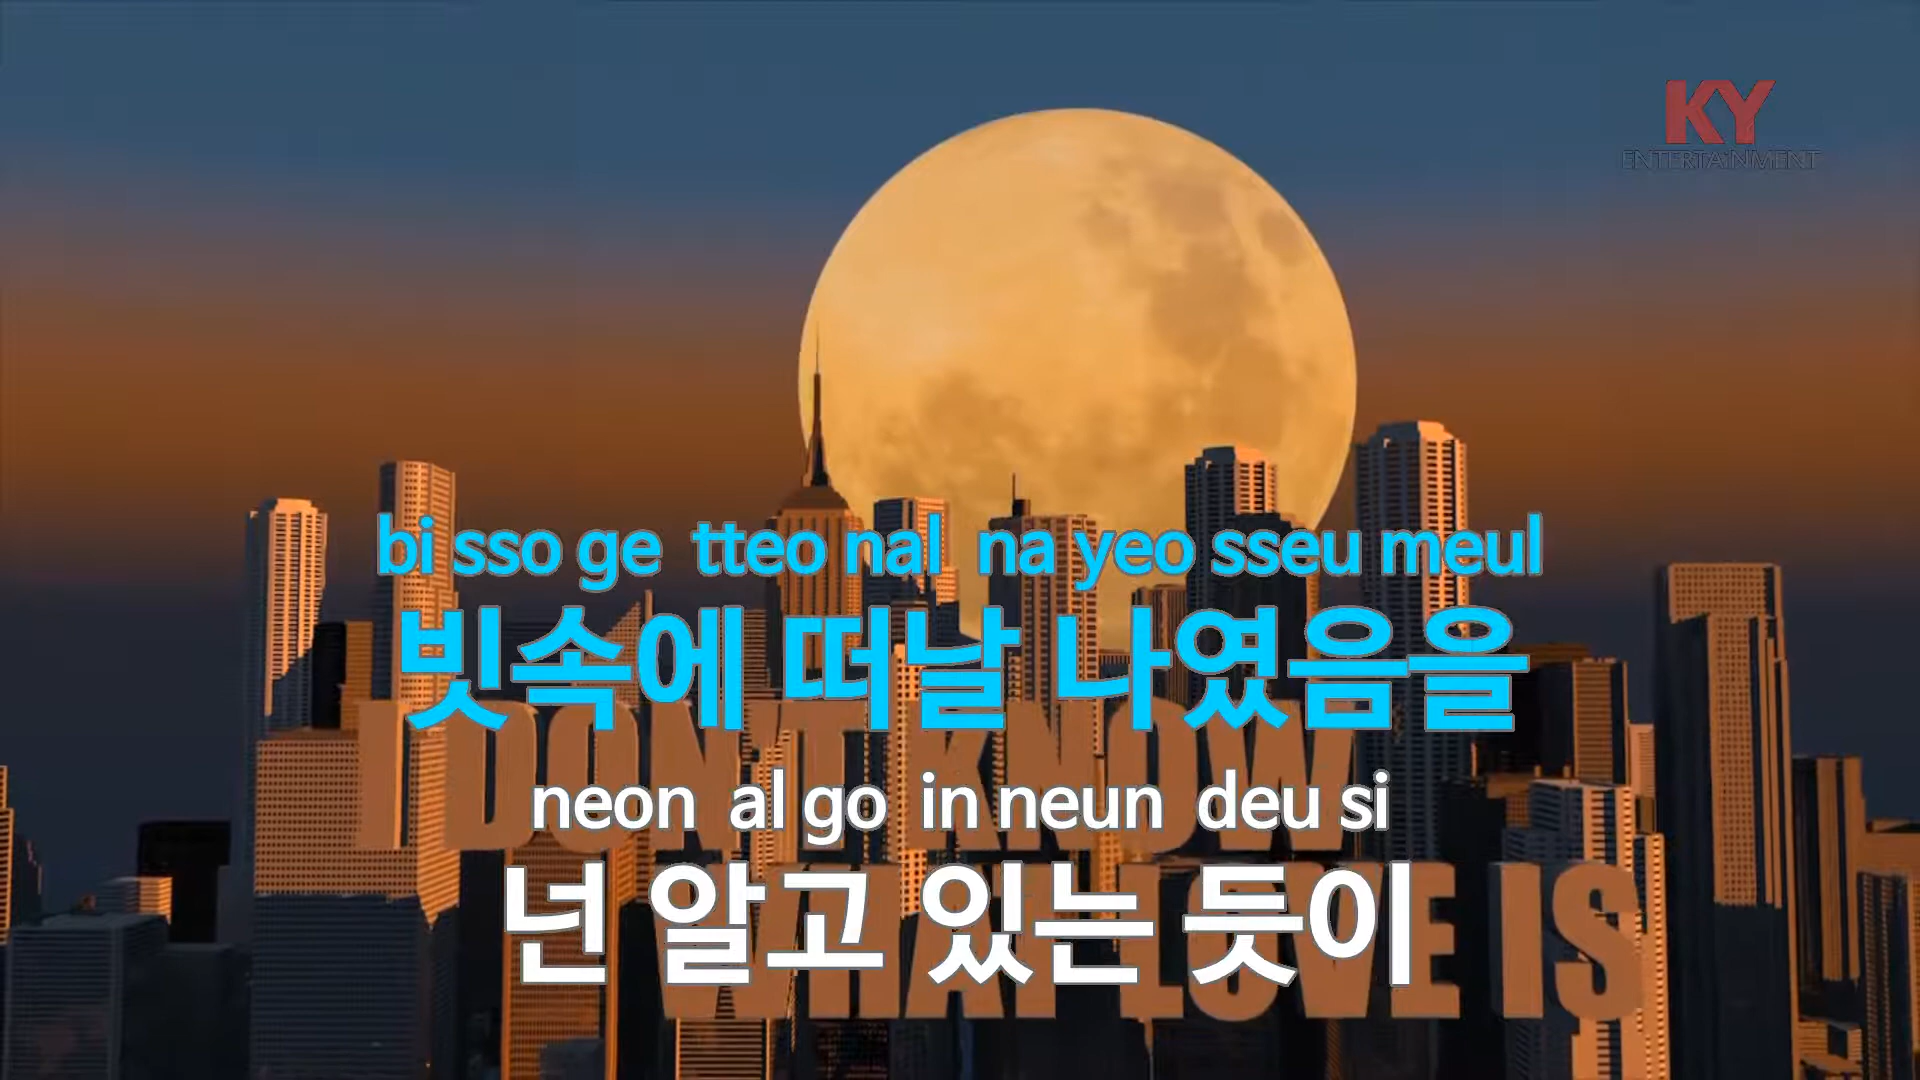 KY
ENTERTAINMENT
bi sso ge tteo nal na yeo sseu meul
빗속에 떠날 나였음을
I DON'T KNOW
neon al go in neun deu si
넌 알고 있는 듯이
WHAT LOVE IS